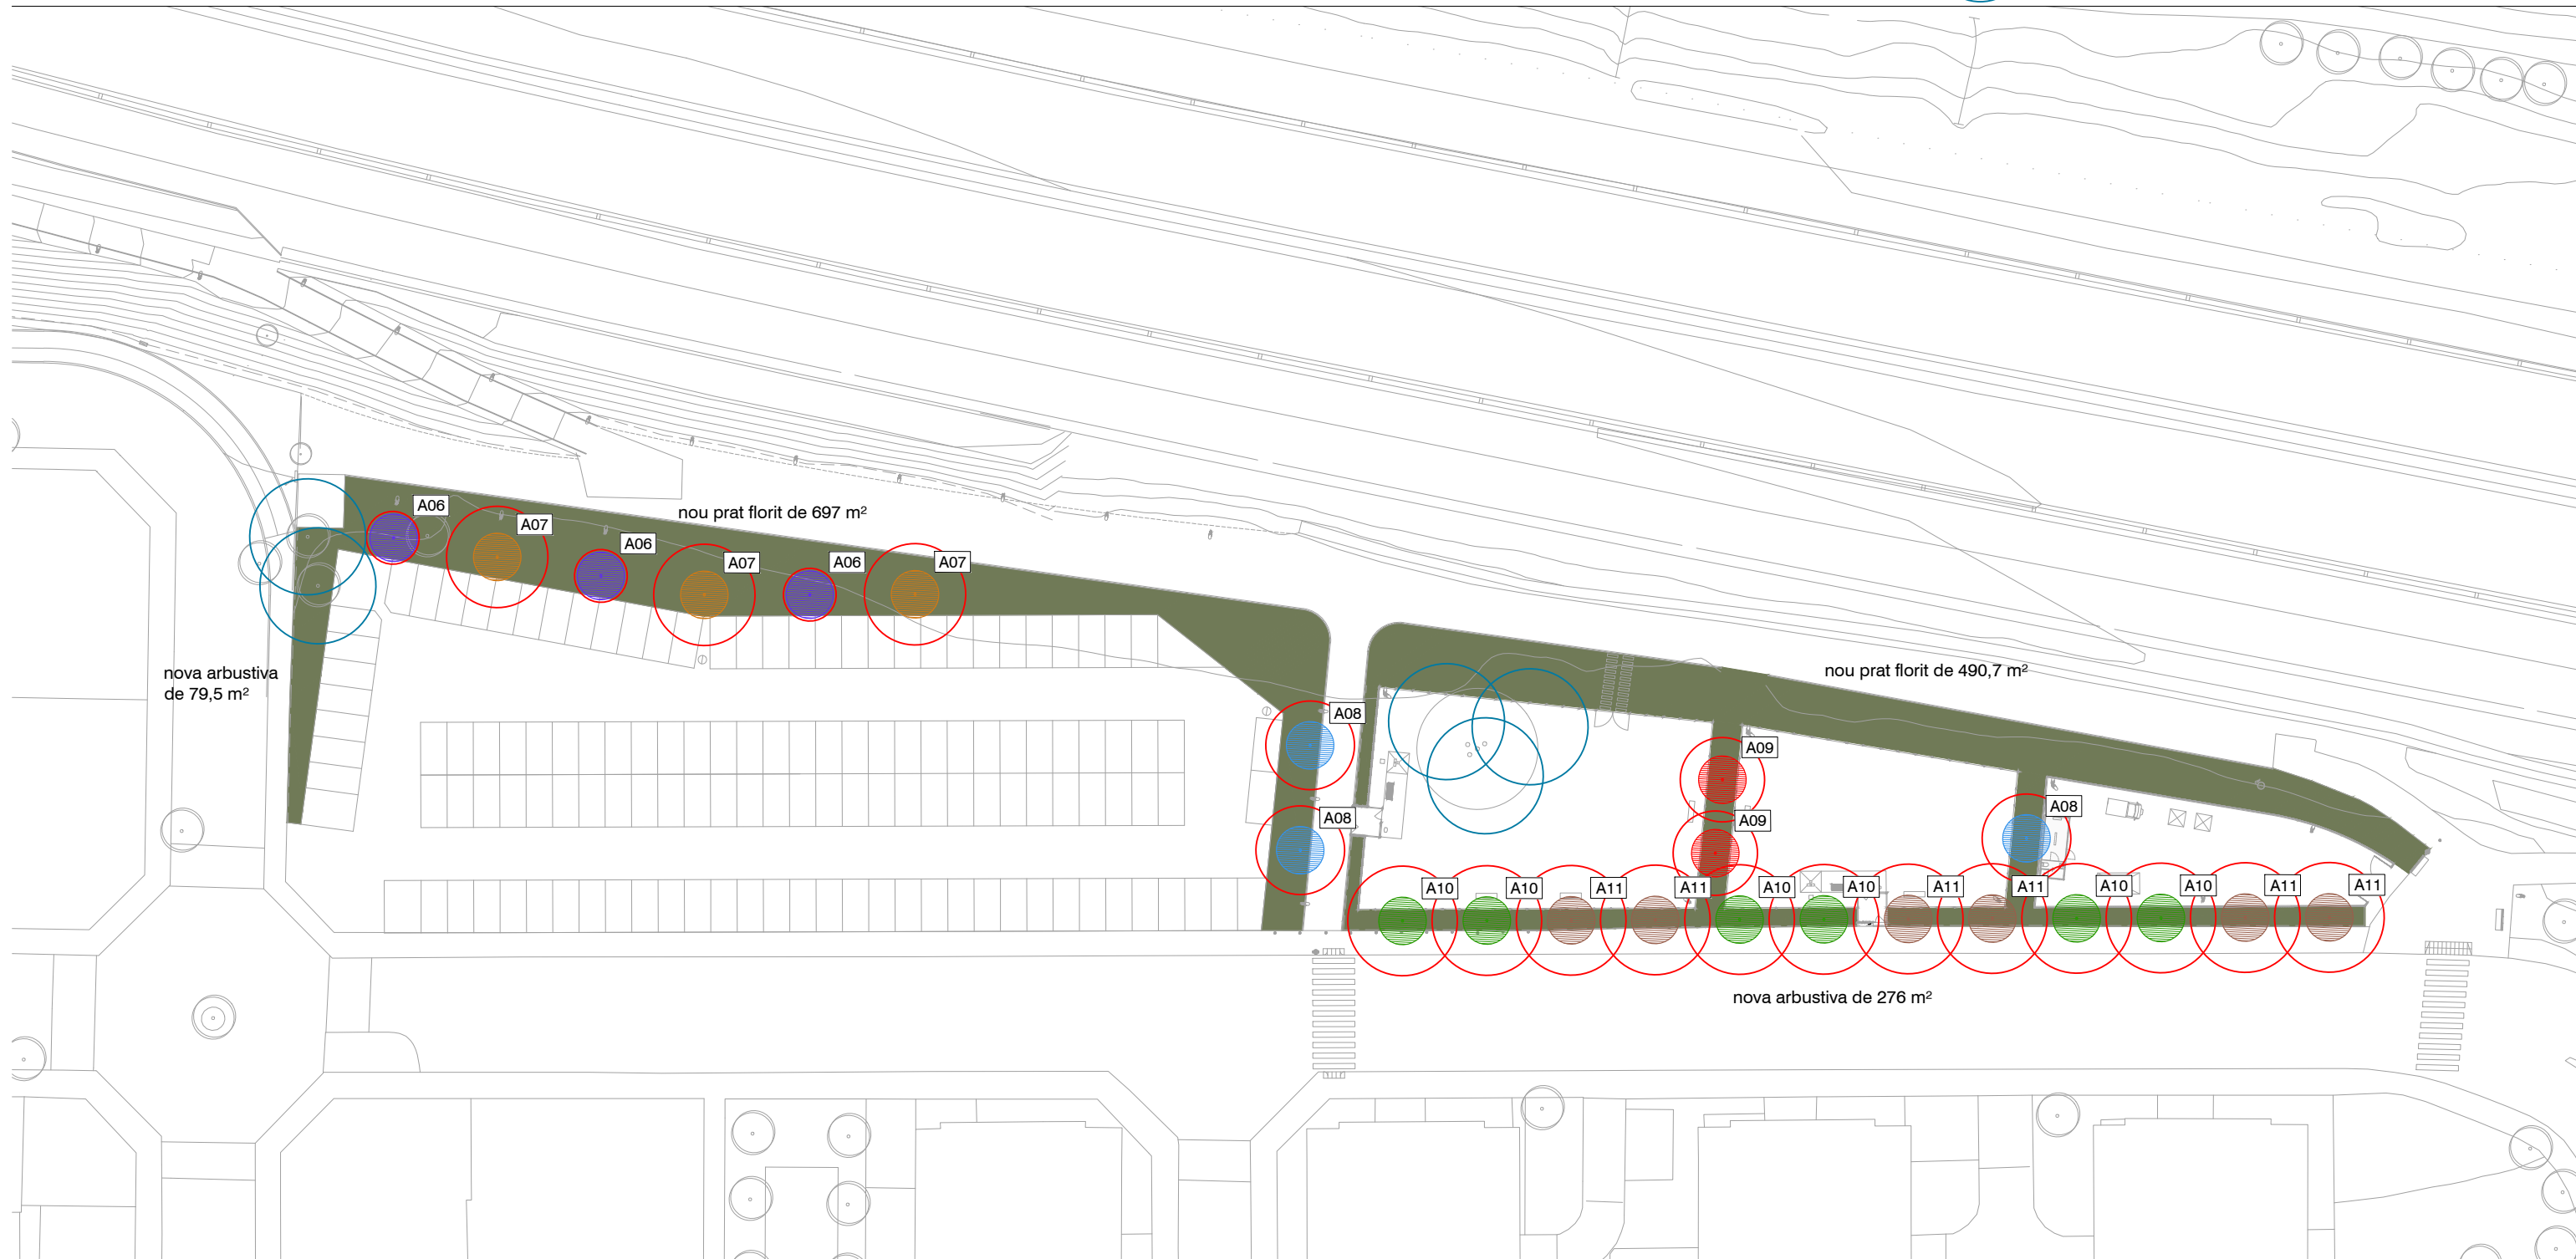 A06
A07
nou prat florit de 697 m²
A06
A07
A06
A07
nova arbustiva
de 79,5 m²
nou prat florit de 490,7 m²
A08
A09
A08
A09
A08
A10
A10
A11
A11
A10
A10
A11
A11
A10
A10
A11
A11
nova arbustiva de 276 m²